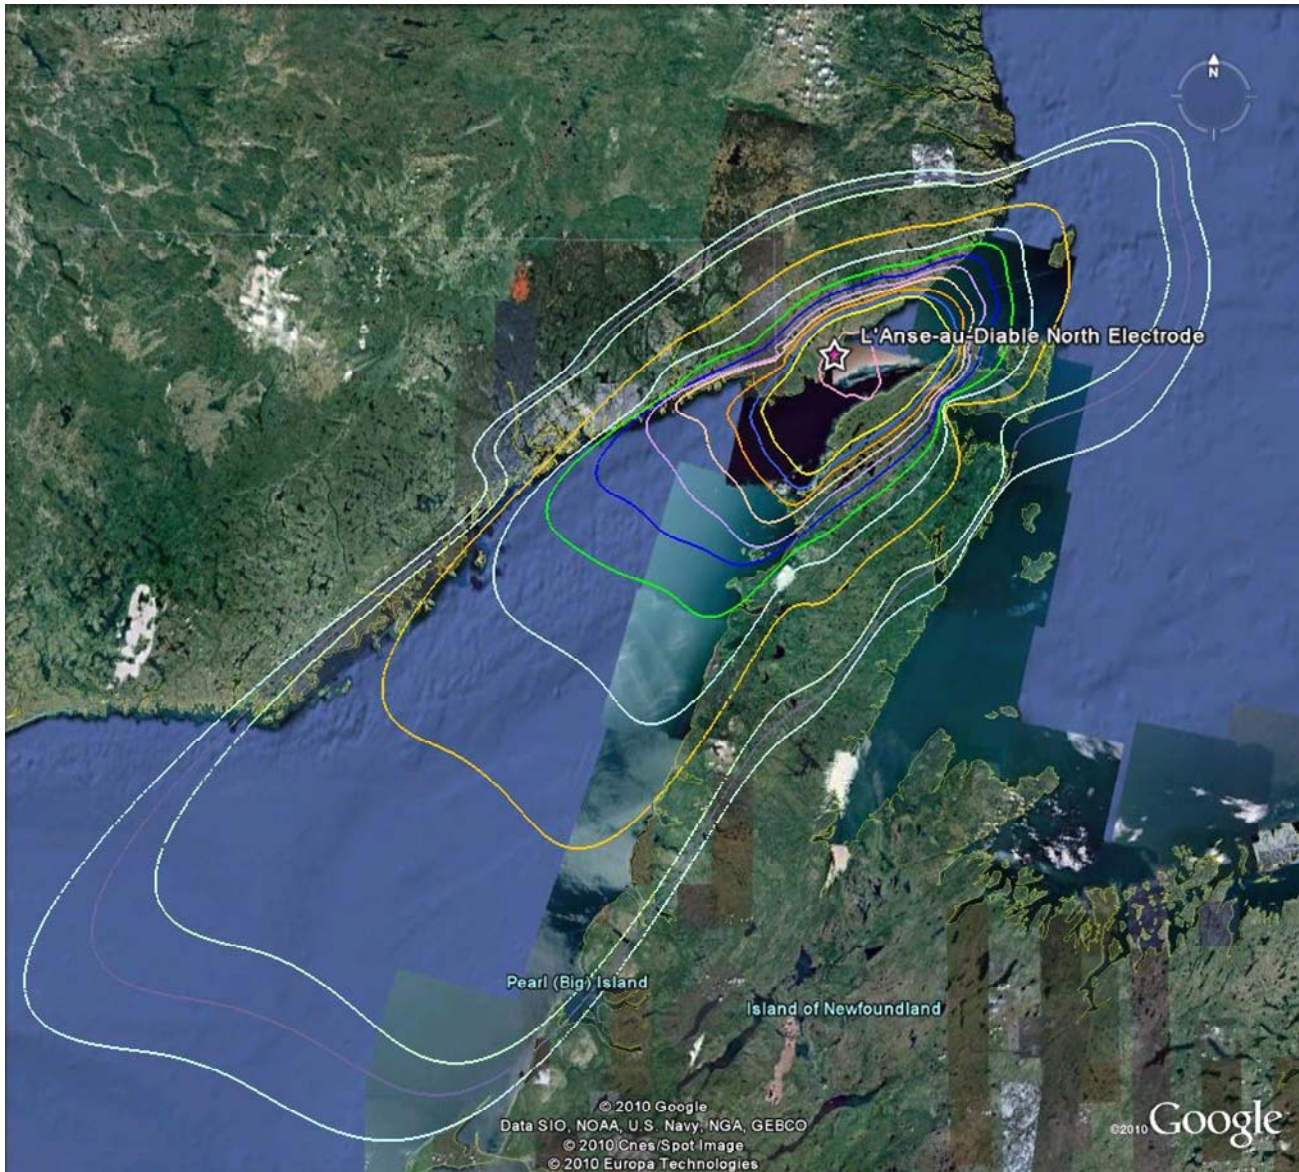 N
L'Anse-au-Diable North Electrode
Pearl (Big) Island
Island of Newfoundland
© 2010 Google
Data SIO, NOAA, U.S. Navy, NGA, GEBCO
© 2010 Cnes/Spot Image
© 2010 Europa Technologies
©2010 Google